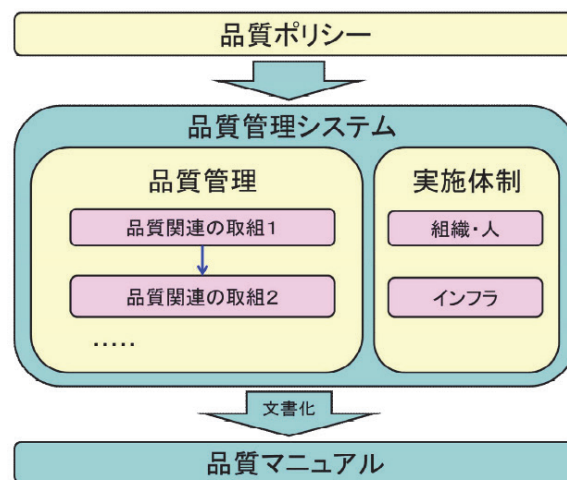 品質ポリシー
品質管理システム
品質管理
品質関連の取組1
品質関連の取組2
.....
実施体制
組織・人
インフラ
文書化
品質マニュアル